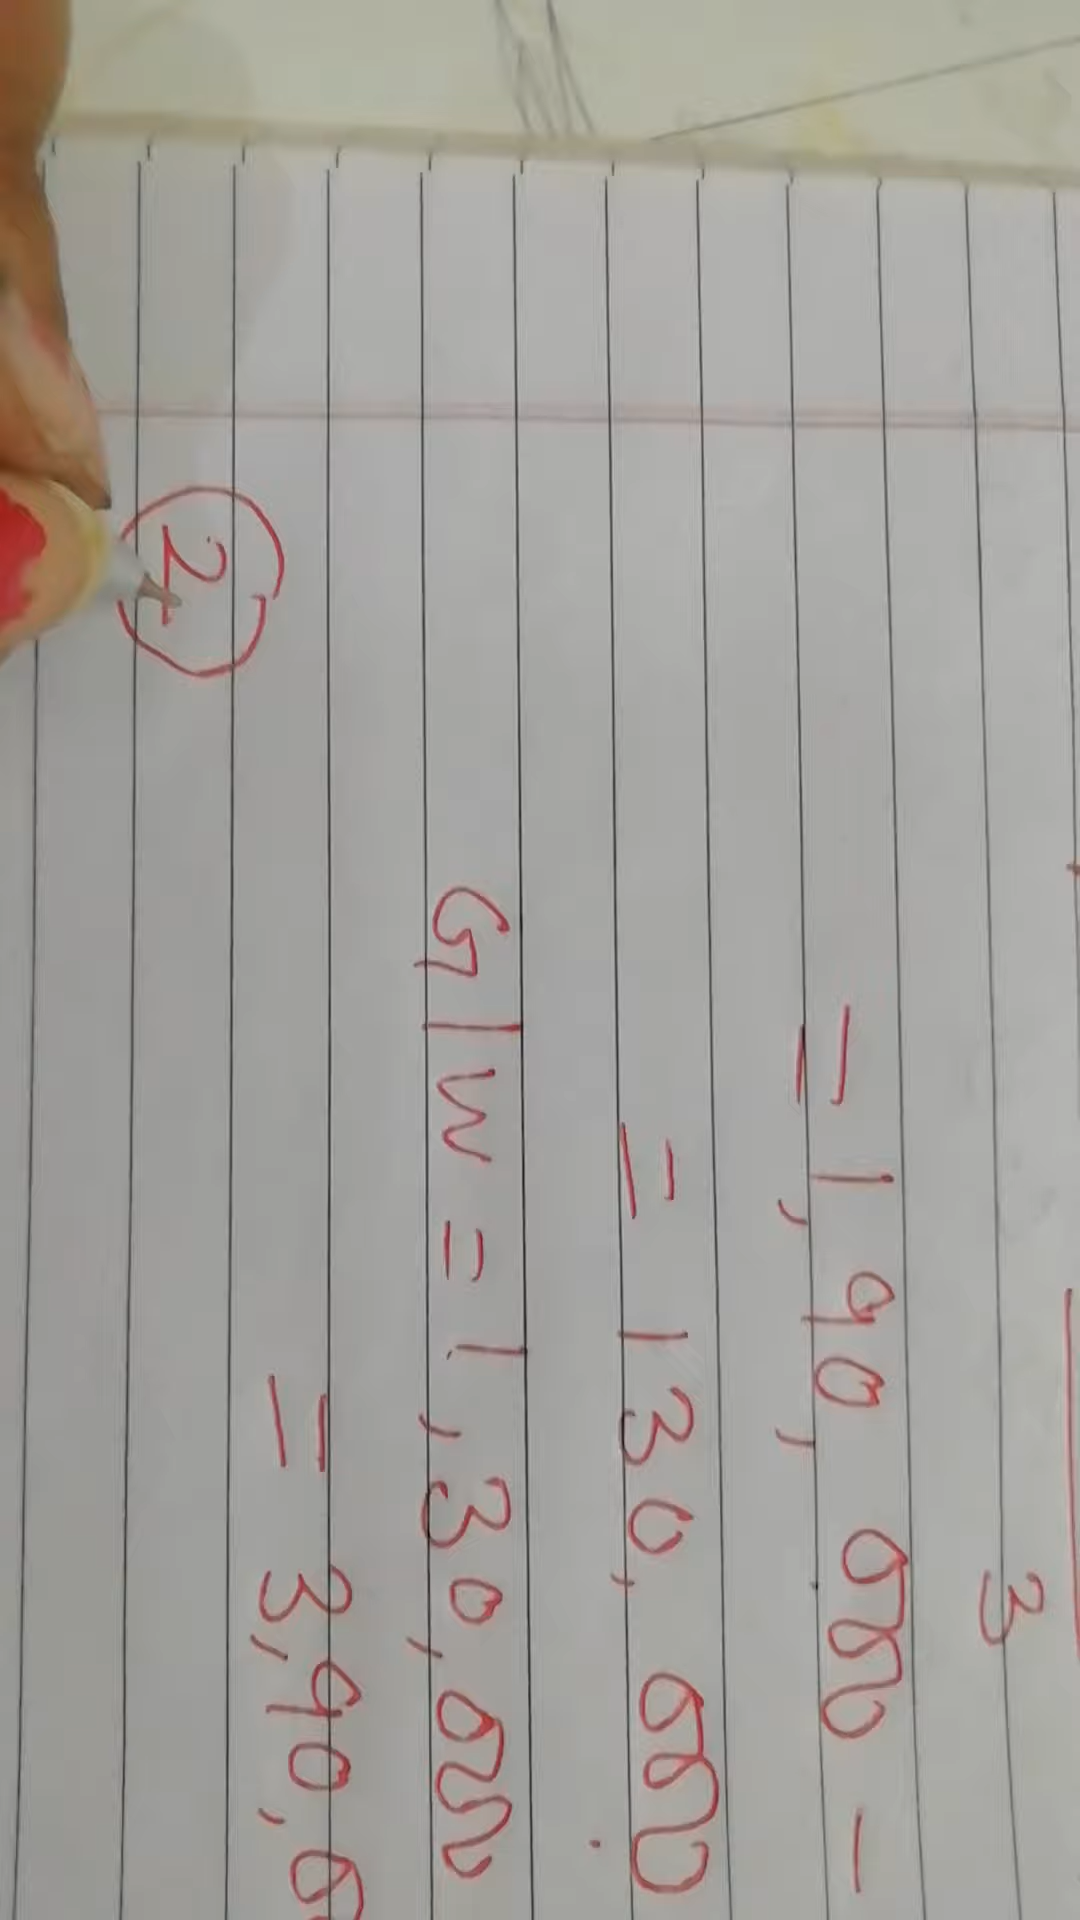 3
= 1,90,000 -
= 130,000
G/W = 1,30,000
= 3,90,0
2